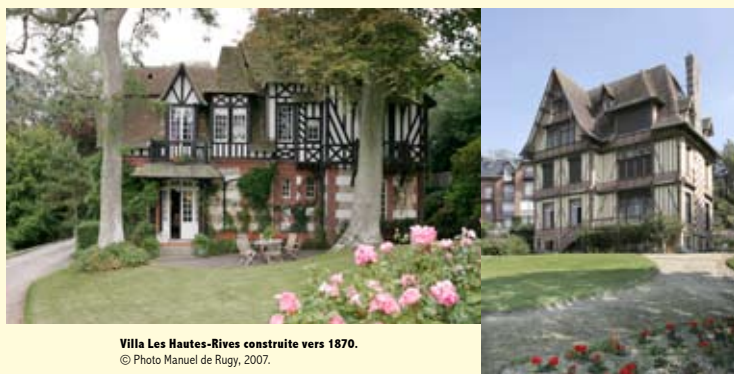 Villa Les Hautes-Rives construite vers 1870.
© Photo Manuel de Rugy, 2007.